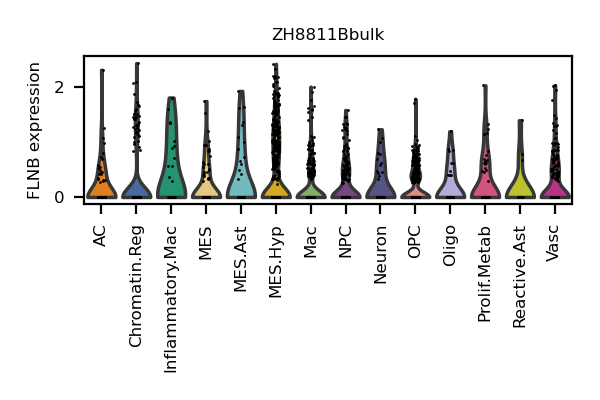 ZH8811Bbulk
FLNB expression
2
0
AC
Chromatin.Reg
Inflammatory.Mac
MES
MES.Ast
MES.Hyp
Mac
NPC
Neuron
OPC
Oligo
Prolif.Metab
Reactive.Ast
Vasc